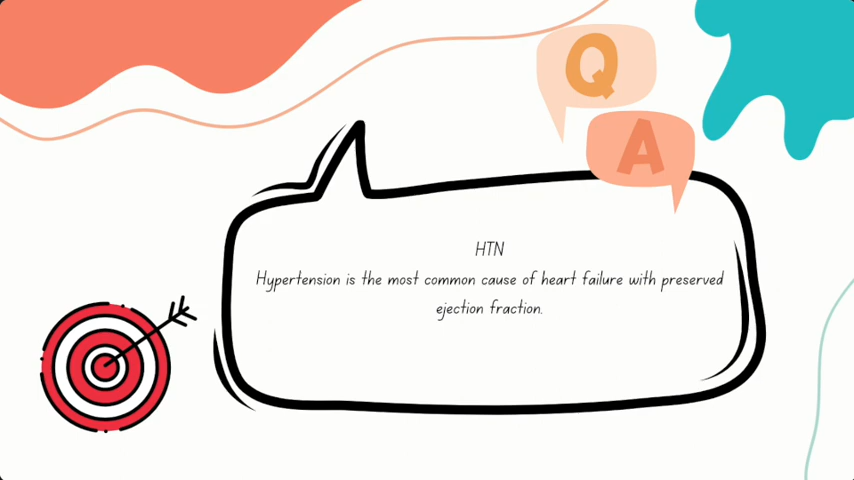 Q
A
HTN
Hypertension is the most common cause of heart failure with preserved
ejection fraction.